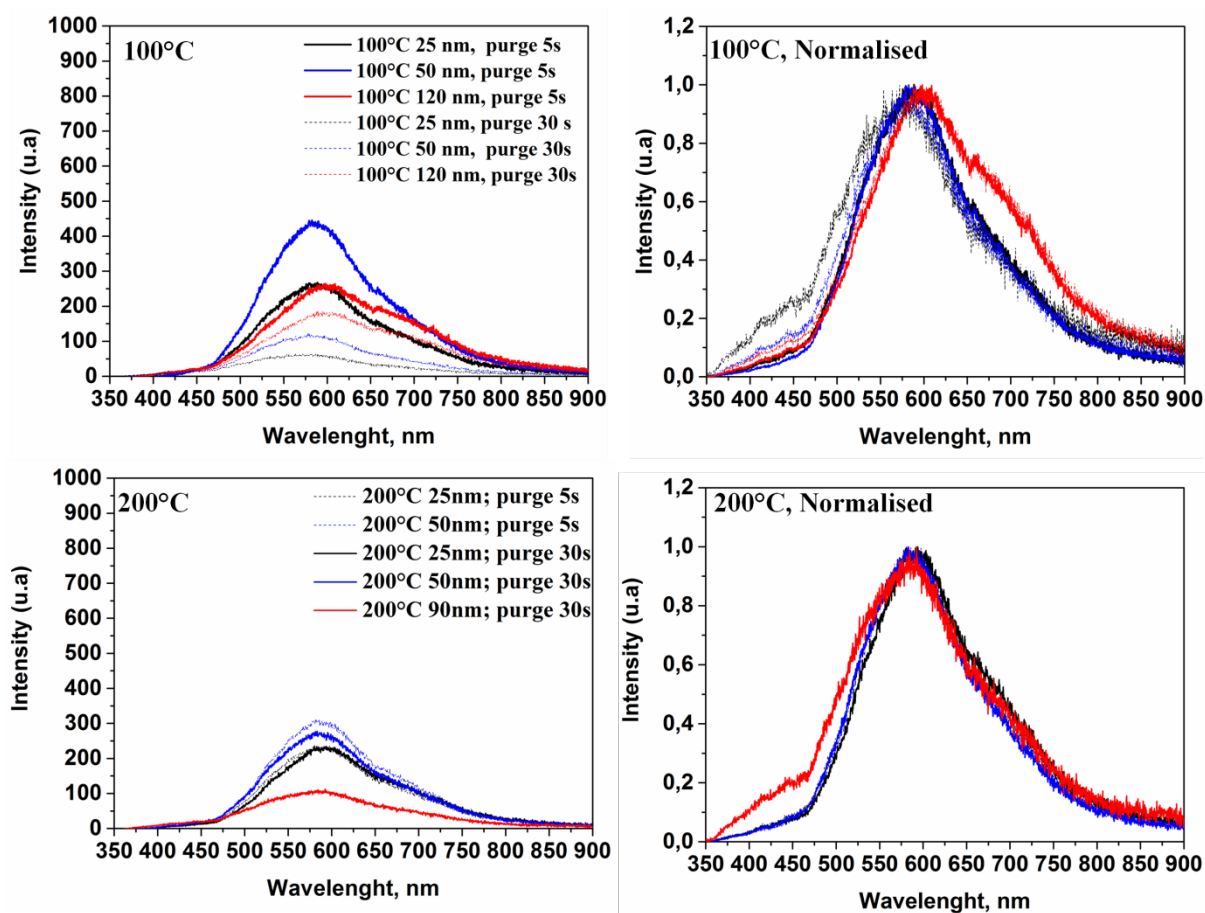 100°C
100°C 25 nm, purge 5s
100°C 50 nm, purge 5s
100°C 120 nm, purge 5s
100°C 25 nm, purge 30 s
100°C 50 nm, purge 30s
100°C 120 nm, purge 30s
1000
900
800
700
600
500
400
300
200
100
0
Intensity (u.a)
350 400 450 500 550 600 650 700 750 800 850 900
Wavelenght, nm
100°C, Normalised
1,2
1,0
0,8
0,6
0,4
0,2
0,0
Intensity (u.a)
350 400 450 500 550 600 650 700 750 800 850 900
Wavelenght, nm
200°C
200°C 25nm; purge 5s
200°C 50nm; purge 5s
200°C 25nm; purge 30s
200°C 50nm; purge 30s
200°C 90nm; purge 30s
1000
900
800
700
600
500
400
300
200
100
0
Intensity (u.a)
350 400 450 500 550 600 650 700 750 800 850 900
Wavelenght, nm
200°C, Normalised
1,2
1,0
0,8
0,6
0,4
0,2
0,0
Intensity (u.a)
350 400 450 500 550 600 650 700 750 800 850 900
Wavelenght, nm